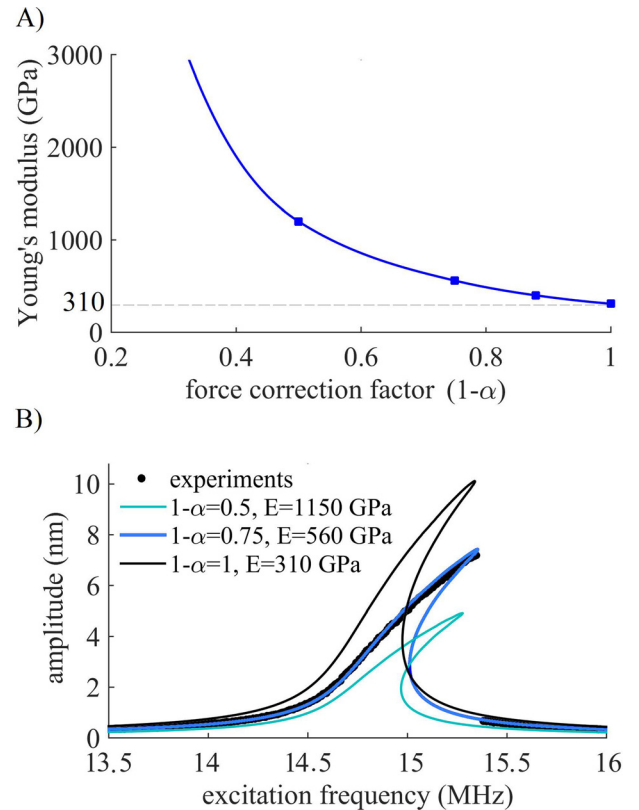 A)
3000
2000
1000
310
0
Young's modulus (GPa)
0.2 0.4 0.6 0.8 1
force correction factor (1-α)
B)
10
8
6
4
2
0
amplitude (nm)
experiments
1-α=0.5, E=1150 GPa
1-α=0.75, E=560 GPa
1-α=1, E=310 GPa
13.5 14 14.5 15 15.5 16
excitation frequency (MHz)